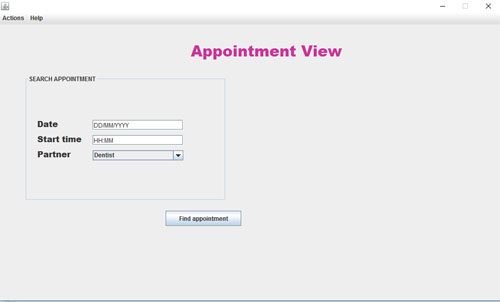 Actions Help
Appointment View
SEARCH APPOINTMENT
Date DD/MM/YYYY
Start time HH:MM
Partner Dentist
Find appointment